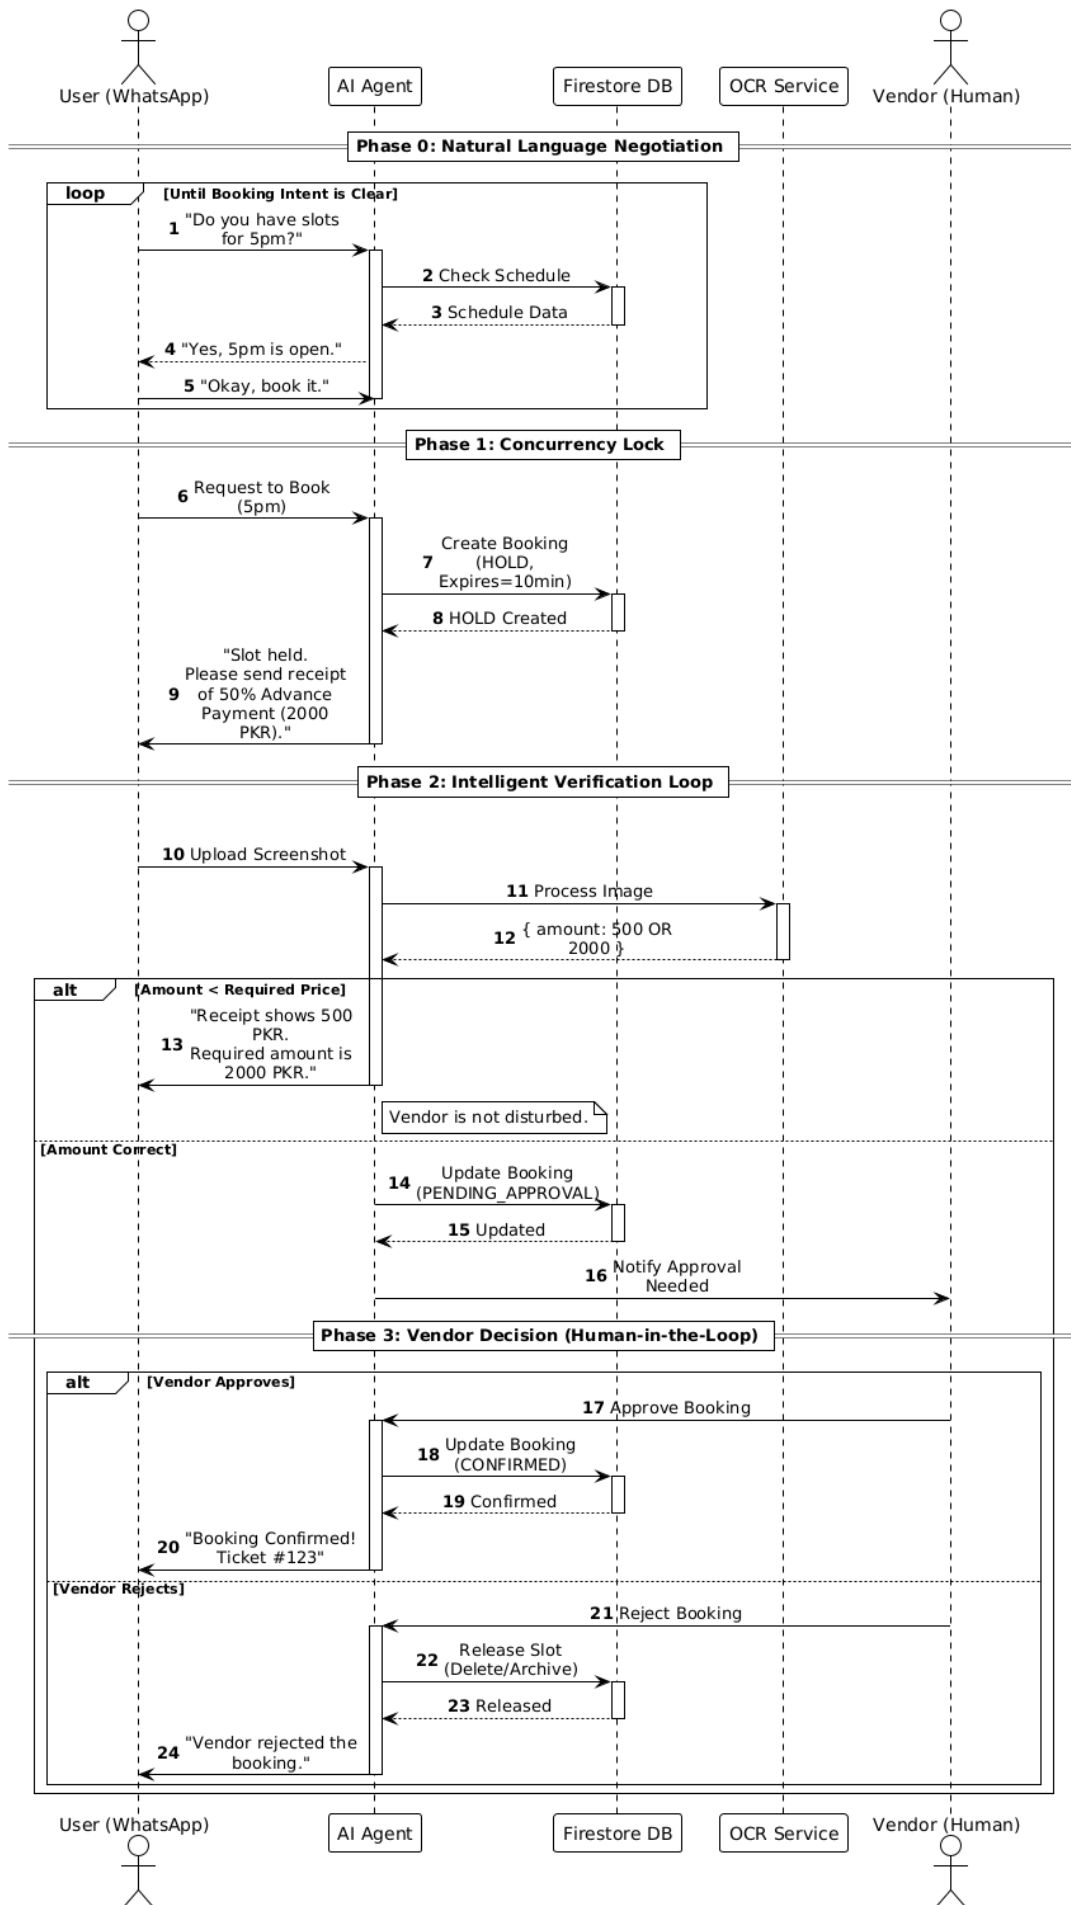 User (WhatsApp)
AI Agent
Firestore DB
OCR Service
Vendor (Human)
Phase 0: Natural Language Negotiation
loop
[Until Booking Intent is Clear]
1 "Do you have slots
for 5pm?"
2 Check Schedule
3 Schedule Data
4 "Yes, 5pm is open."
5 "Okay, book it."
Phase 1: Concurrency Lock
6 Request to Book
(5pm)
7 Create Booking
(HOLD,
Expires=10min)
8 HOLD Created
9 "Slot held.
Please send receipt
of 50% Advance
Payment (2000
PKR)."
Phase 2: Intelligent Verification Loop
10 Upload Screenshot
11 Process Image
12 { amount: 500 OR
2000 }
alt
[Amount < Required Price]
13 "Receipt shows 500
PKR.
Required amount is
2000 PKR."
Vendor is not disturbed.
[Amount Correct]
14 Update Booking
(PENDING_APPROVAL)
15 Updated
16 Notify Approval
Needed
Phase 3: Vendor Decision (Human-in-the-Loop)
alt
[Vendor Approves]
17 Approve Booking
18 Update Booking
(CONFIRMED)
19 Confirmed
20 "Booking Confirmed!
Ticket #123"
[Vendor Rejects]
21 Reject Booking
22 Release Slot
(Delete/Archive)
23 Released
24 "Vendor rejected the
booking."
User (WhatsApp)
AI Agent
Firestore DB
OCR Service
Vendor (Human)